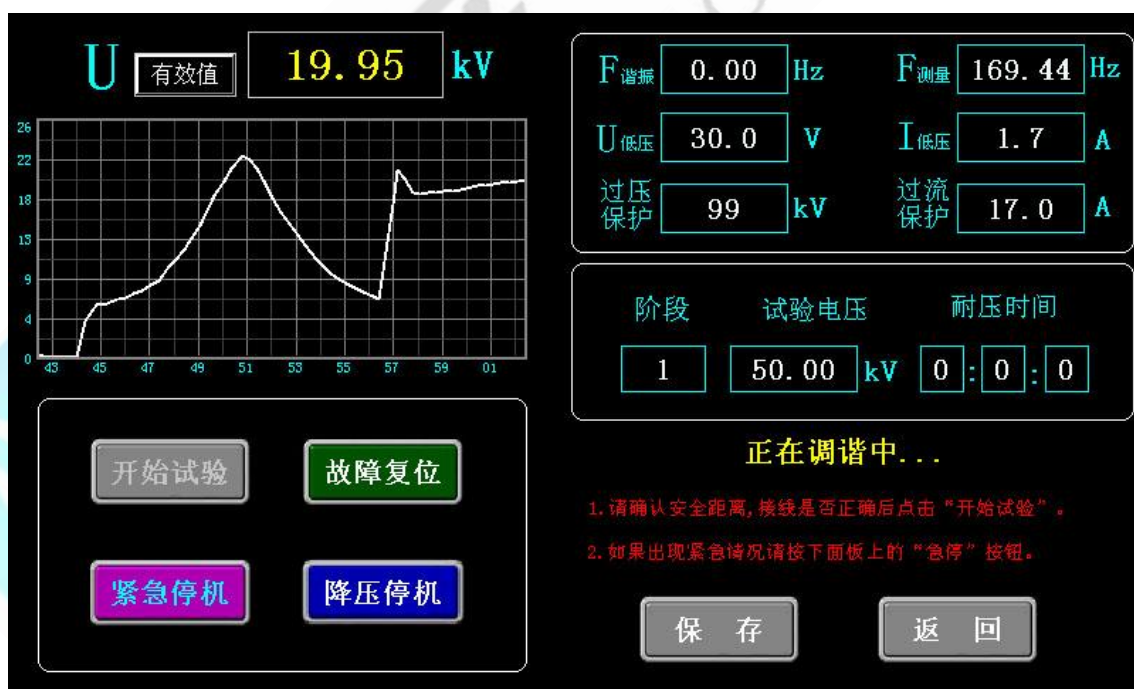 U 有效值 19.95 kV
26
22
18
13
9
4
0
43 45 47 49 51 53 55 57 59 01
F谐振 0.00 Hz F测量 169.44 Hz
U低压 30.0 V I低压 1.7 A
过压保护 99 kV 过流保护 17.0 A
阶段 试验电压 耐压时间
1 50.00 kV 0:0:0
正在调谐中...
1.请确认安全距离,接线是否正确后点击“开始试验”。
2.如果出现紧急情况请按下面板上的“急停”按钮。
开始试验 故障复位
紧急停机 降压停机
保 存 返 回